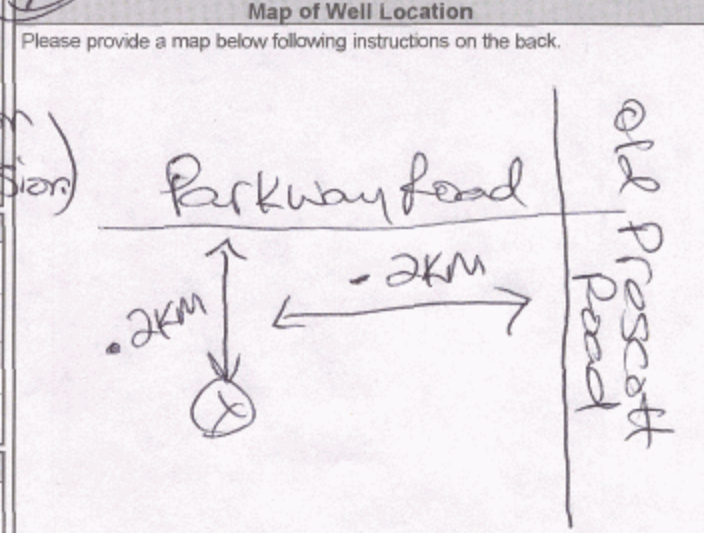 Map of Well Location
Please provide a map below following instructions on the back.
sion)
Parkway Road
Old Prescott
Road
.2KM
.2KM
X